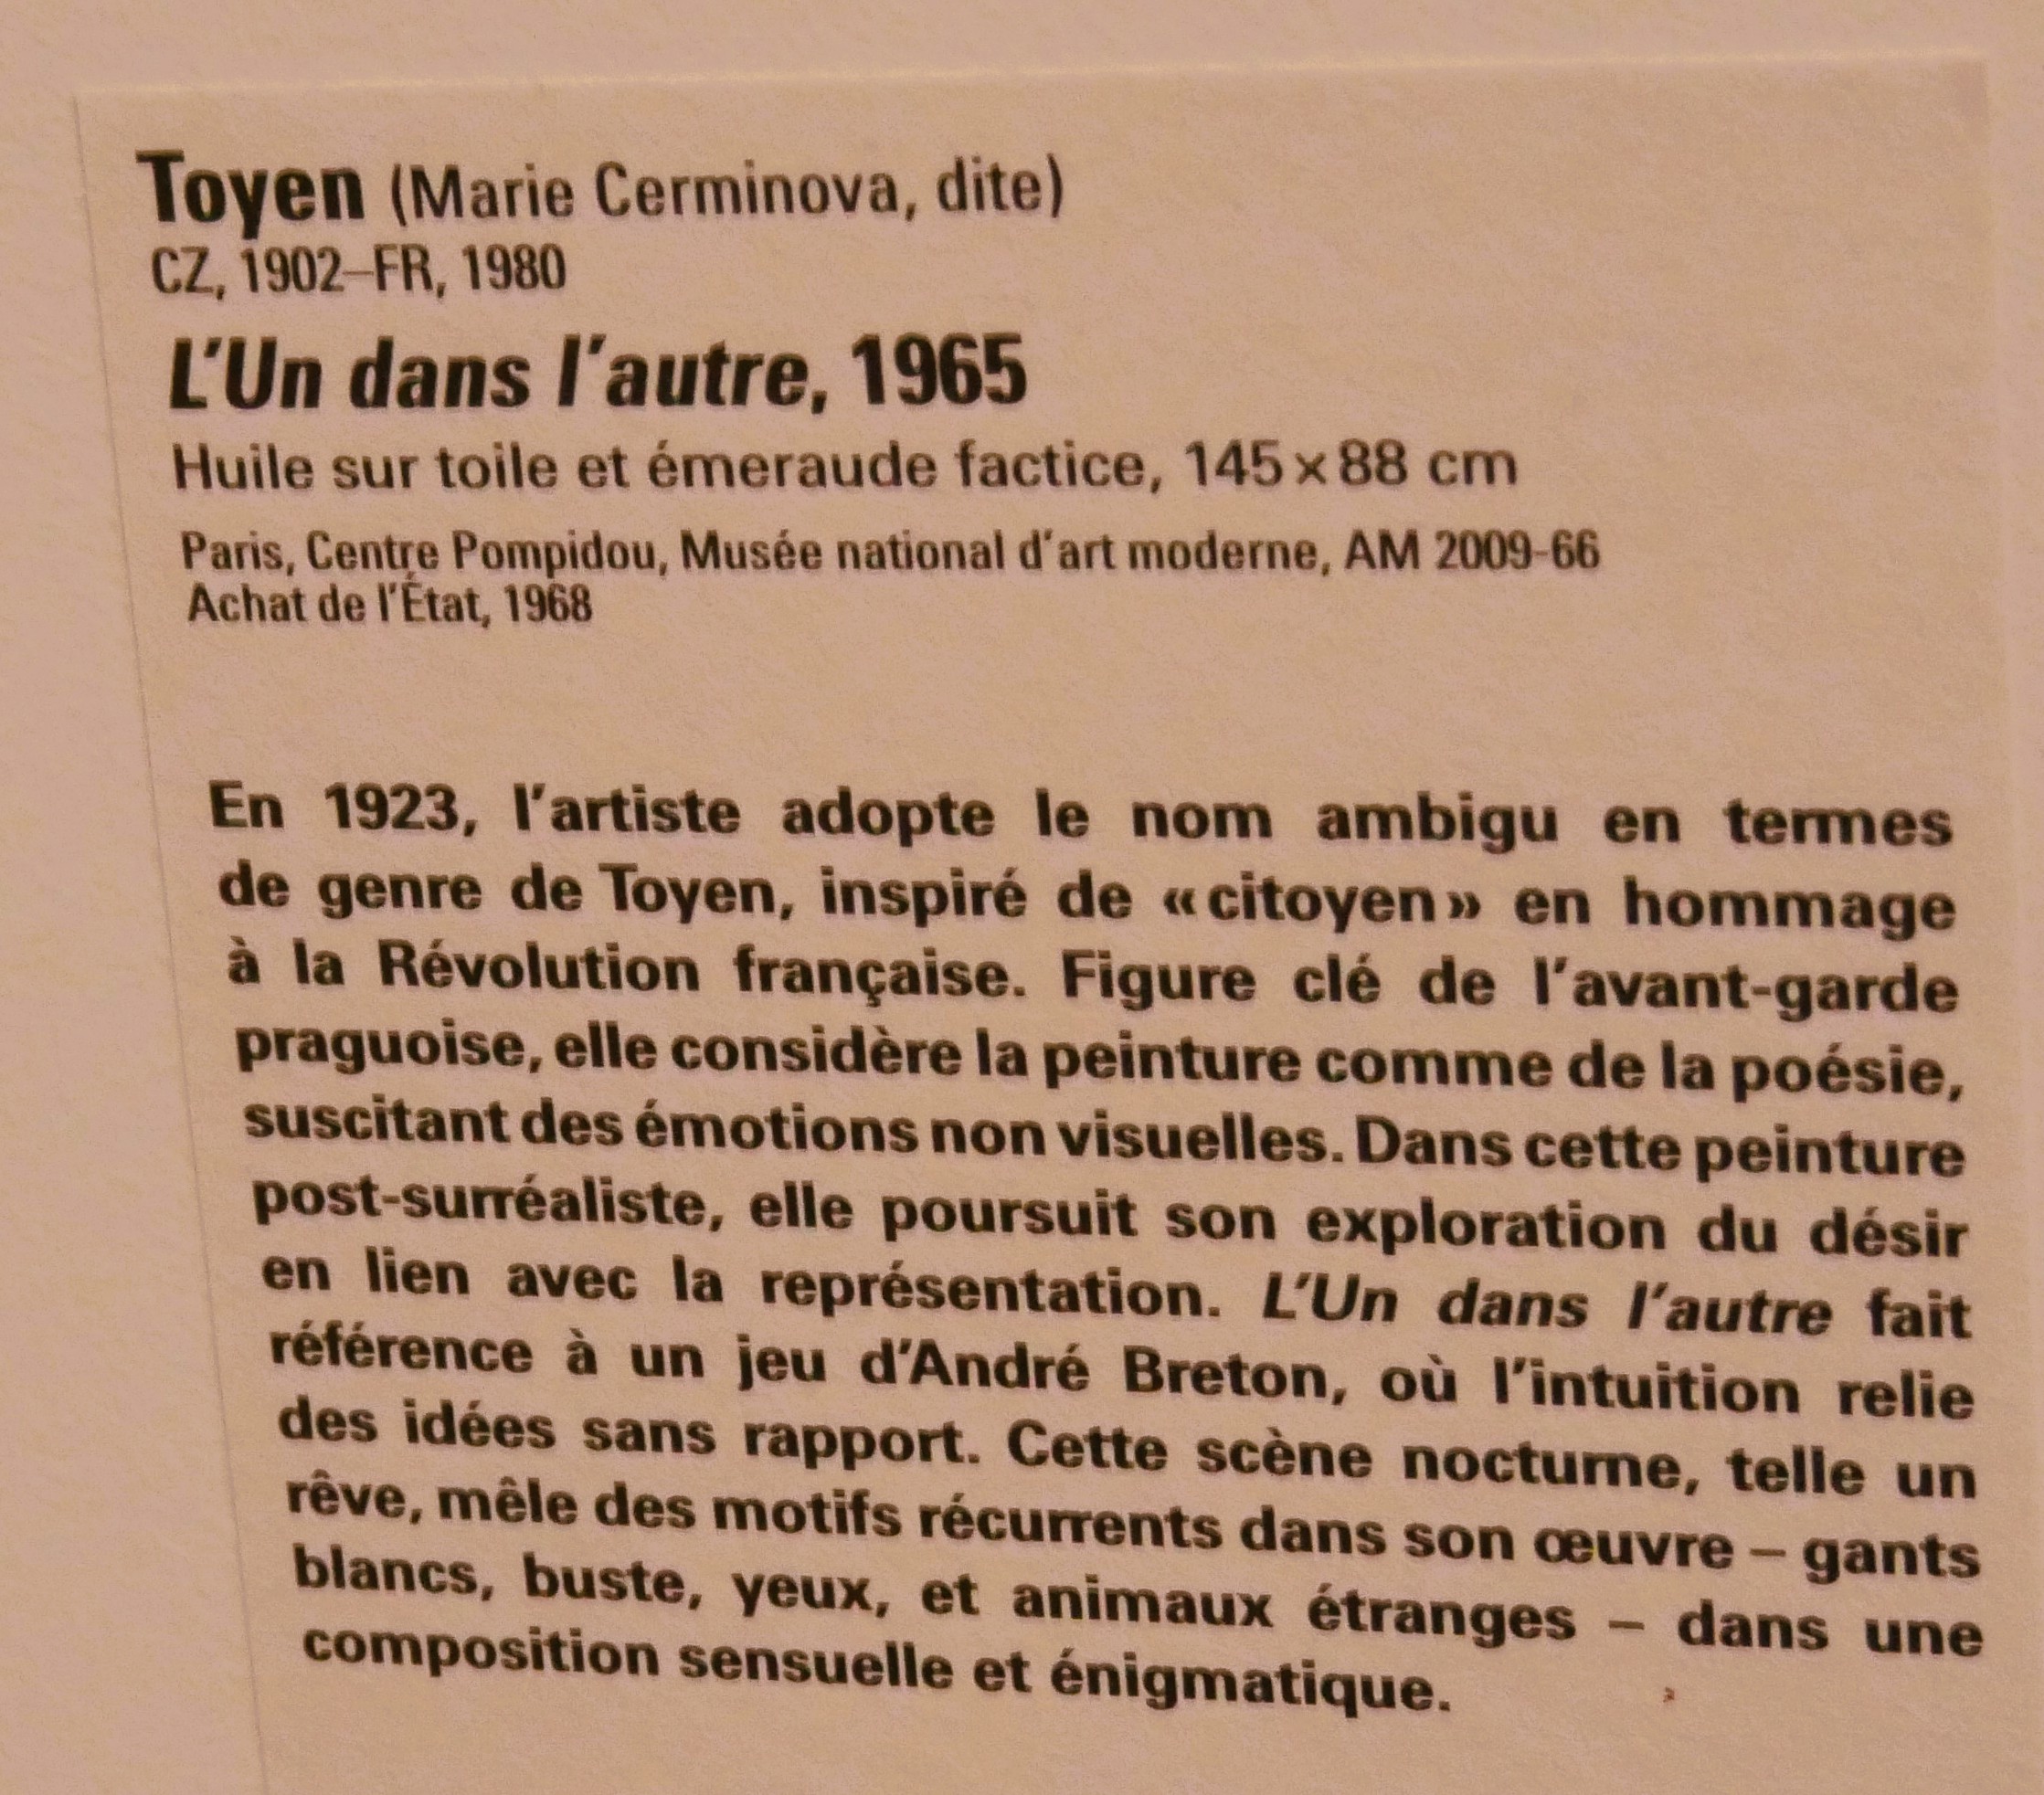 Toyen (Marie Cerminova, dite)
CZ, 1902–FR, 1980
L'Un dans l'autre, 1965
Huile sur toile et émeraude factice, 145 × 88 cm
Paris, Centre Pompidou, Musée national d'art moderne, AM 2009-66
Achat de l'État, 1968
En 1923, l'artiste adopte le nom ambigu en termes
de genre de Toyen, inspiré de « citoyen » en hommage
à la Révolution française. Figure clé de l'avant-garde
praguoise, elle considère la peinture comme de la poésie,
suscitant des émotions non visuelles. Dans cette peinture
post-surréaliste, elle poursuit son exploration du désir
en lien avec la représentation. L'Un dans l'autre fait
référence à un jeu d'André Breton, où l'intuition relie
des idées sans rapport. Cette scène nocturne, telle un
rêve, mêle des motifs récurrents dans son œuvre – gants
blancs, buste, yeux, et animaux étranges – dans une
composition sensuelle et énigmatique.